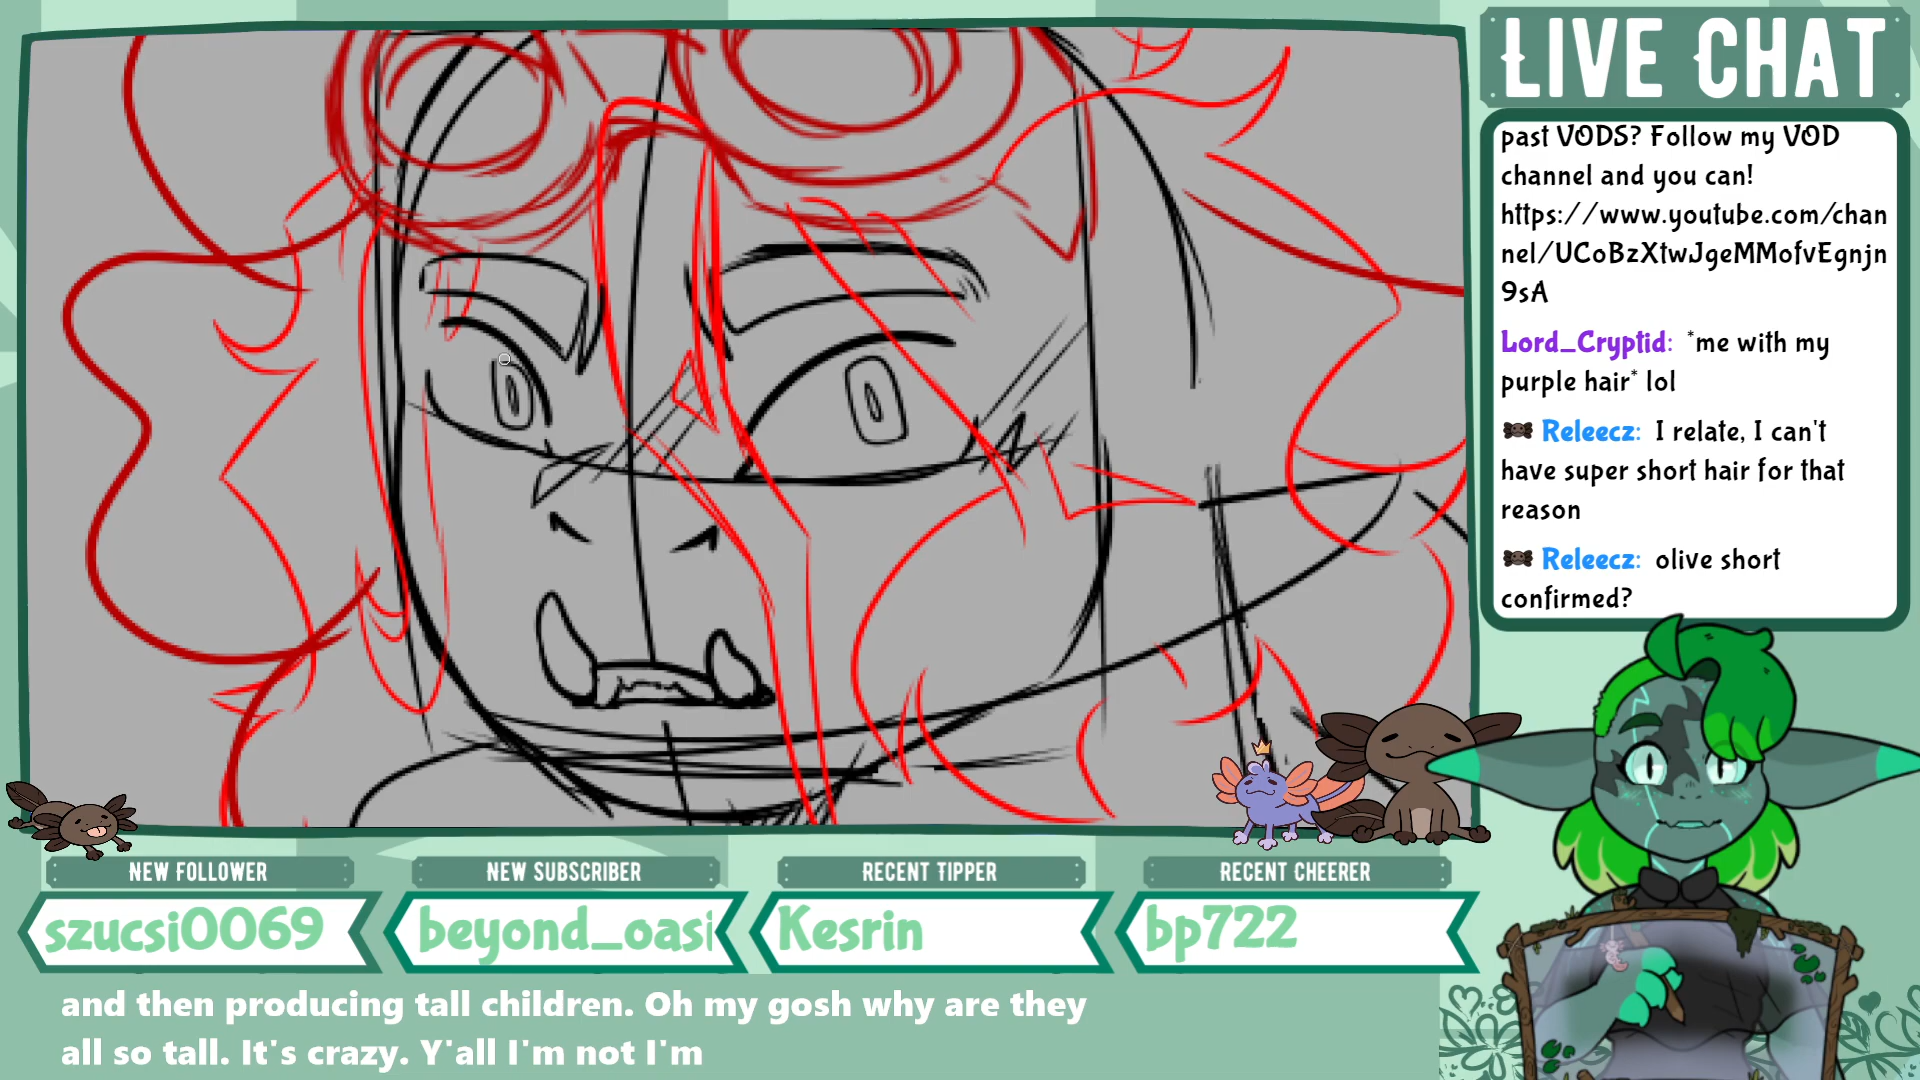 LIVE CHAT
past VODS? Follow my VOD
channel and you can!
https://www.youtube.com/chan
nel/UCoBzXtwJgeMMofvEgnjn
9sA
Lord_Cryptid: *me with my
purple hair* lol
Releecz: I relate, I can't
have super short hair for that
reason
Releecz: olive short
confirmed?
NEW FOLLOWER
NEW SUBSCRIBER
RECENT TIPPER
RECENT CHEERER
szucsi0069
beyond_oasi
Kesrin
bp722
and then producing tall children. Oh my gosh why are they
all so tall. It's crazy. Y'all I'm not I'm